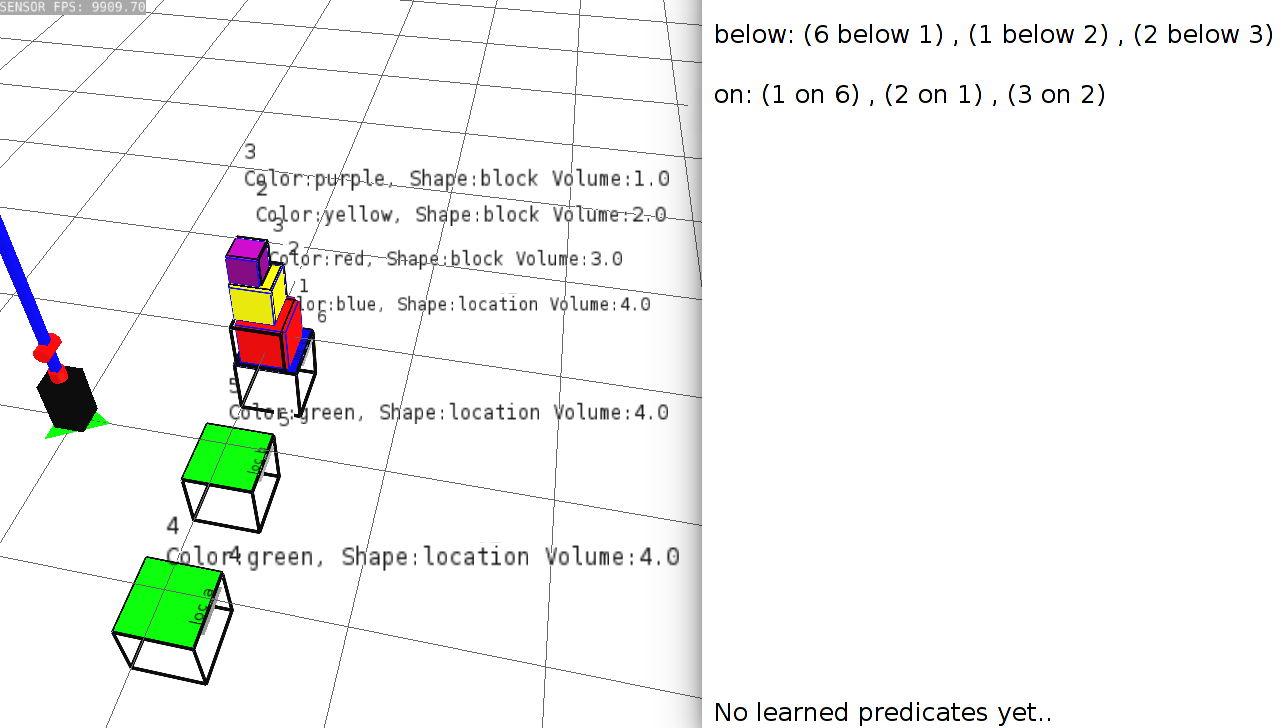 SENSOR FPS: 9909.70
below: (6 below 1) , (1 below 2) , (2 below 3)
on: (1 on 6) , (2 on 1) , (3 on 2)
3
Color:purple, Shape:block Volume:1.0
2
Color:yellow, Shape:block Volume:2.0
3
2
Color:red, Shape:block Volume:3.0
1
lor:blue, Shape:location Volume:4.0
6
5
Color:green, Shape:location Volume:4.0
5
loc_b
4
Color:green, Shape:location Volume:4.0
4
loc_a
No learned predicates yet..